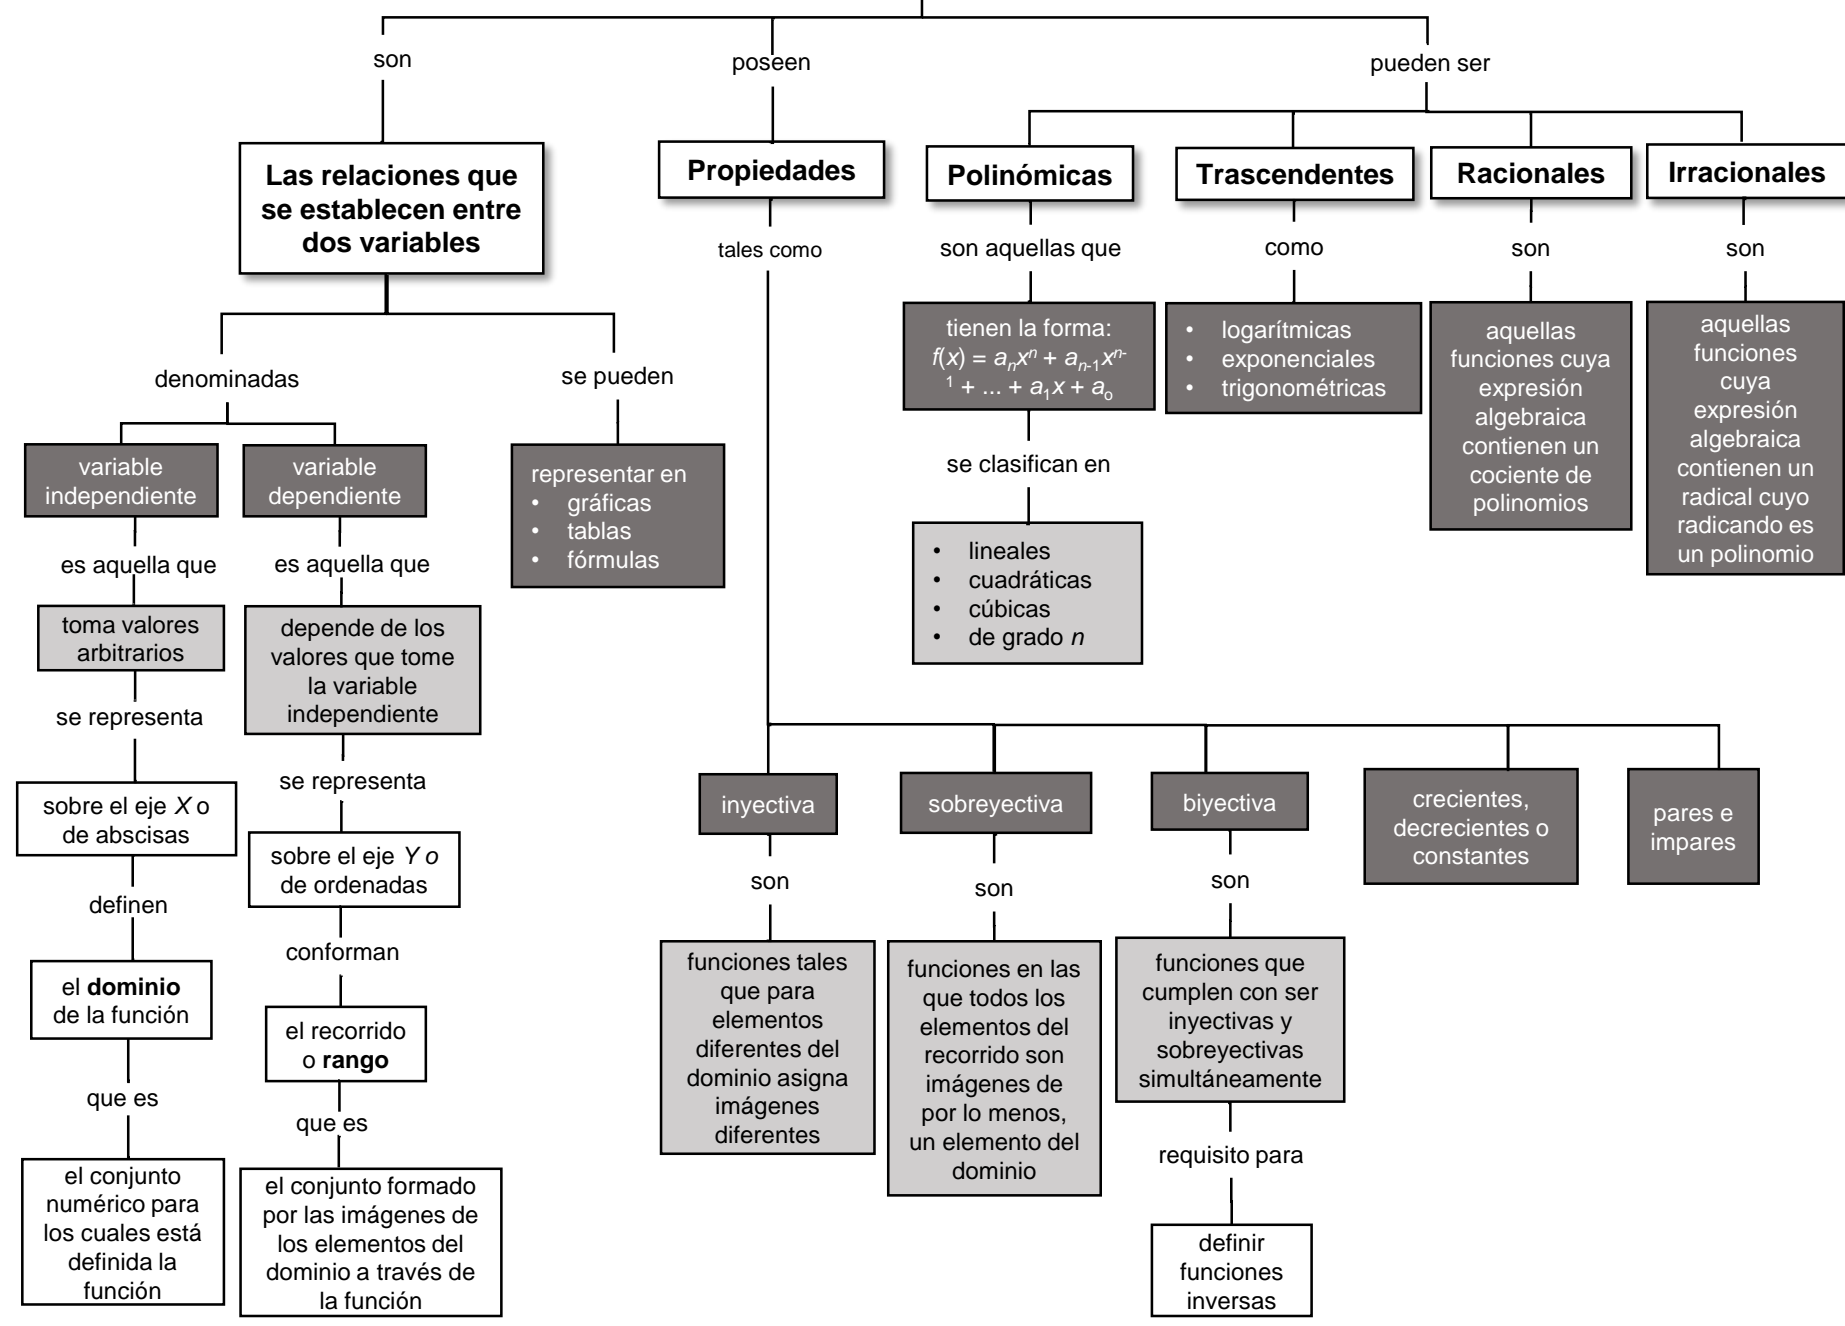 son
poseen
pueden ser
Las relaciones que
se establecen entre
dos variables
denominadas
variable
independiente
es aquella que
toma valores
arbitrarios
se representa
sobre el eje X o
de abscisas
definen
el dominio
de la función
que es
el conjunto
numérico para
los cuales está
definida la
función
variable
dependiente
es aquella que
depende de los
valores que tome
la variable
independiente
se representa
sobre el eje Y o
de ordenadas
conforman
el recorrido
o rango
que es
el conjunto formado
por las imágenes de
los elementos del
dominio a través de
la función
se pueden
representar en
• gráficas
• tablas
• fórmulas
Propiedades
tales como
inyectiva
son
funciones tales
que para
elementos
diferentes del
dominio asigna
imágenes
diferentes
sobreyectiva
son
funciones en las
que todos los
elementos del
recorrido son
imágenes de
por lo menos,
un elemento del
dominio
biyectiva
son
funciones que
cumplen con ser
inyectivas y
sobreyectivas
simultáneamente
requisito para
definir
funciones
inversas
crecientes,
decrecientes o
constantes
pares e
impares
Polinómicas
son aquellas que
tienen la forma:
f(x) = aₙxⁿ + aₙ₋₁xⁿ⁻
¹ + ... + a₁x + aₒ
se clasifican en
• lineales
• cuadráticas
• cúbicas
• de grado n
Trascendentes
como
• logarítmicas
• exponenciales
• trigonométricas
Racionales
son
aquellas
funciones cuya
expresión
algebraica
contienen un
cociente de
polinomios
Irracionales
son
aquellas
funciones
cuya
expresión
algebraica
contienen un
radical cuyo
radicando es
un polinomio